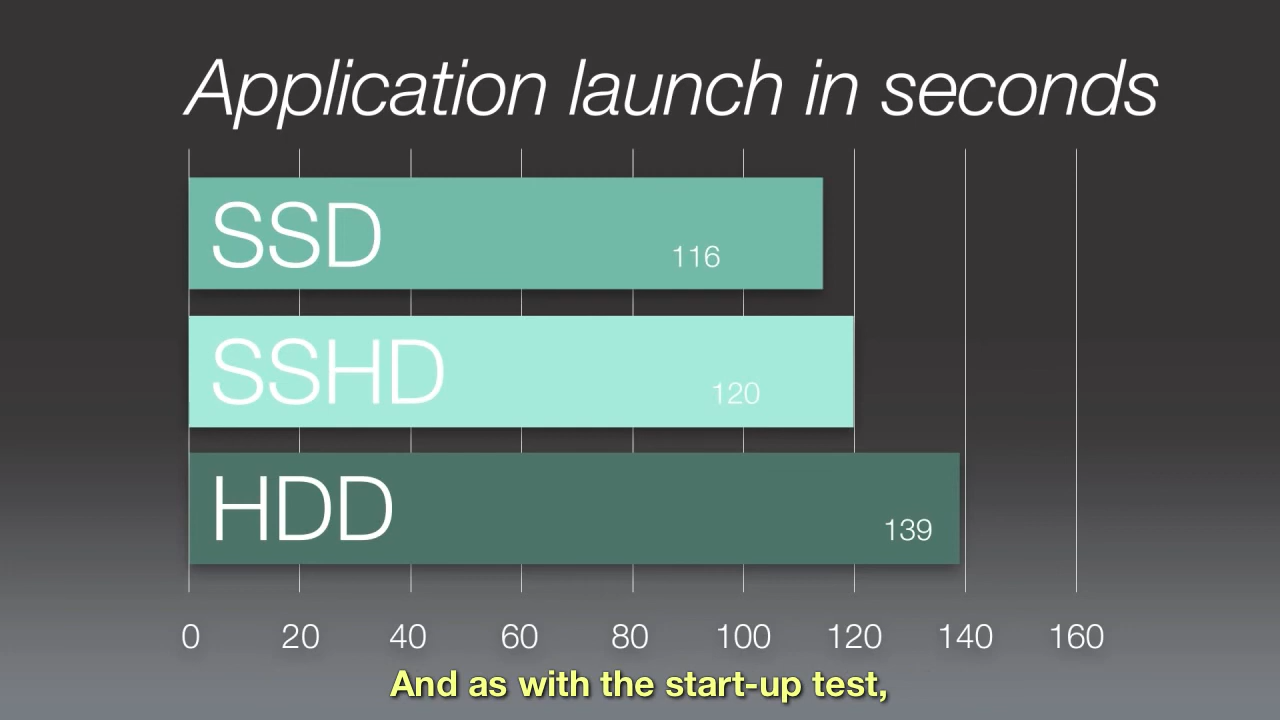 Application launch in seconds
SSD
116
SSHD
120
HDD
139
0 20 40 60 80 100 120 140 160
And as with the start-up test,